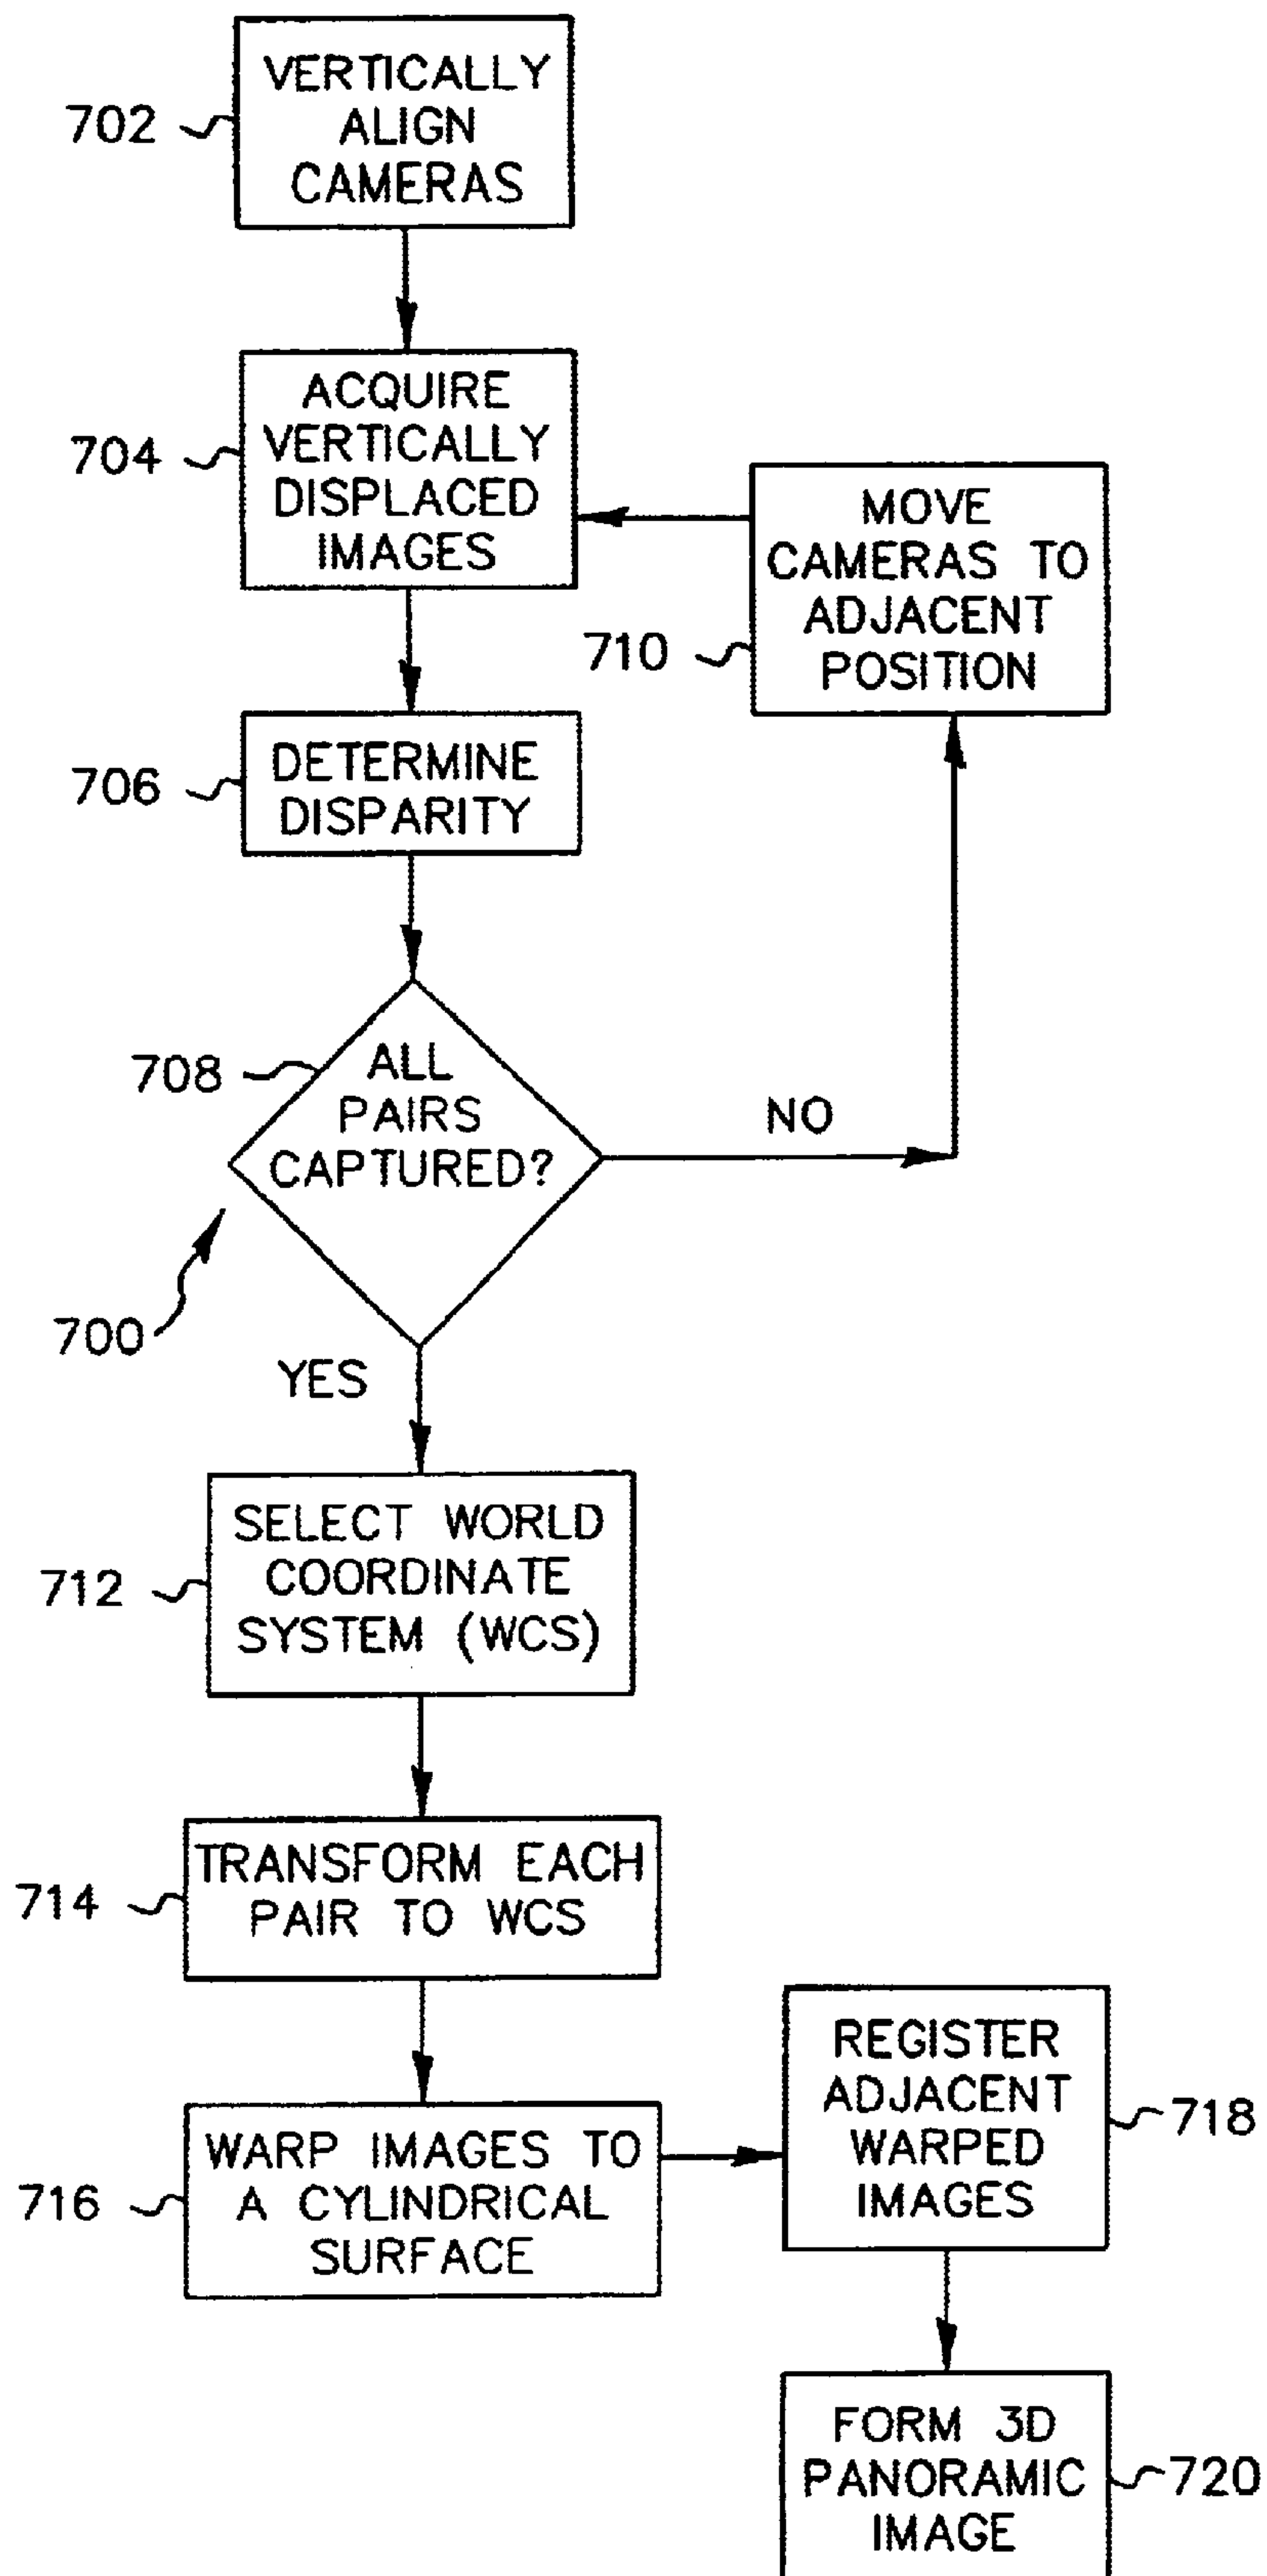 VERTICALLY
ALIGN
CAMERAS
702
ACQUIRE
VERTICALLY
DISPLACED
IMAGES
704
MOVE
CAMERAS TO
ADJACENT
POSITION
710
DETERMINE
DISPARITY
706
ALL
PAIRS
CAPTURED?
708
NO
700
YES
SELECT WORLD
COORDINATE
SYSTEM (WCS)
712
TRANSFORM EACH
PAIR TO WCS
714
WARP IMAGES TO
A CYLINDRICAL
SURFACE
716
REGISTER
ADJACENT
WARPED
IMAGES
718
FORM 3D
PANORAMIC
IMAGE
720